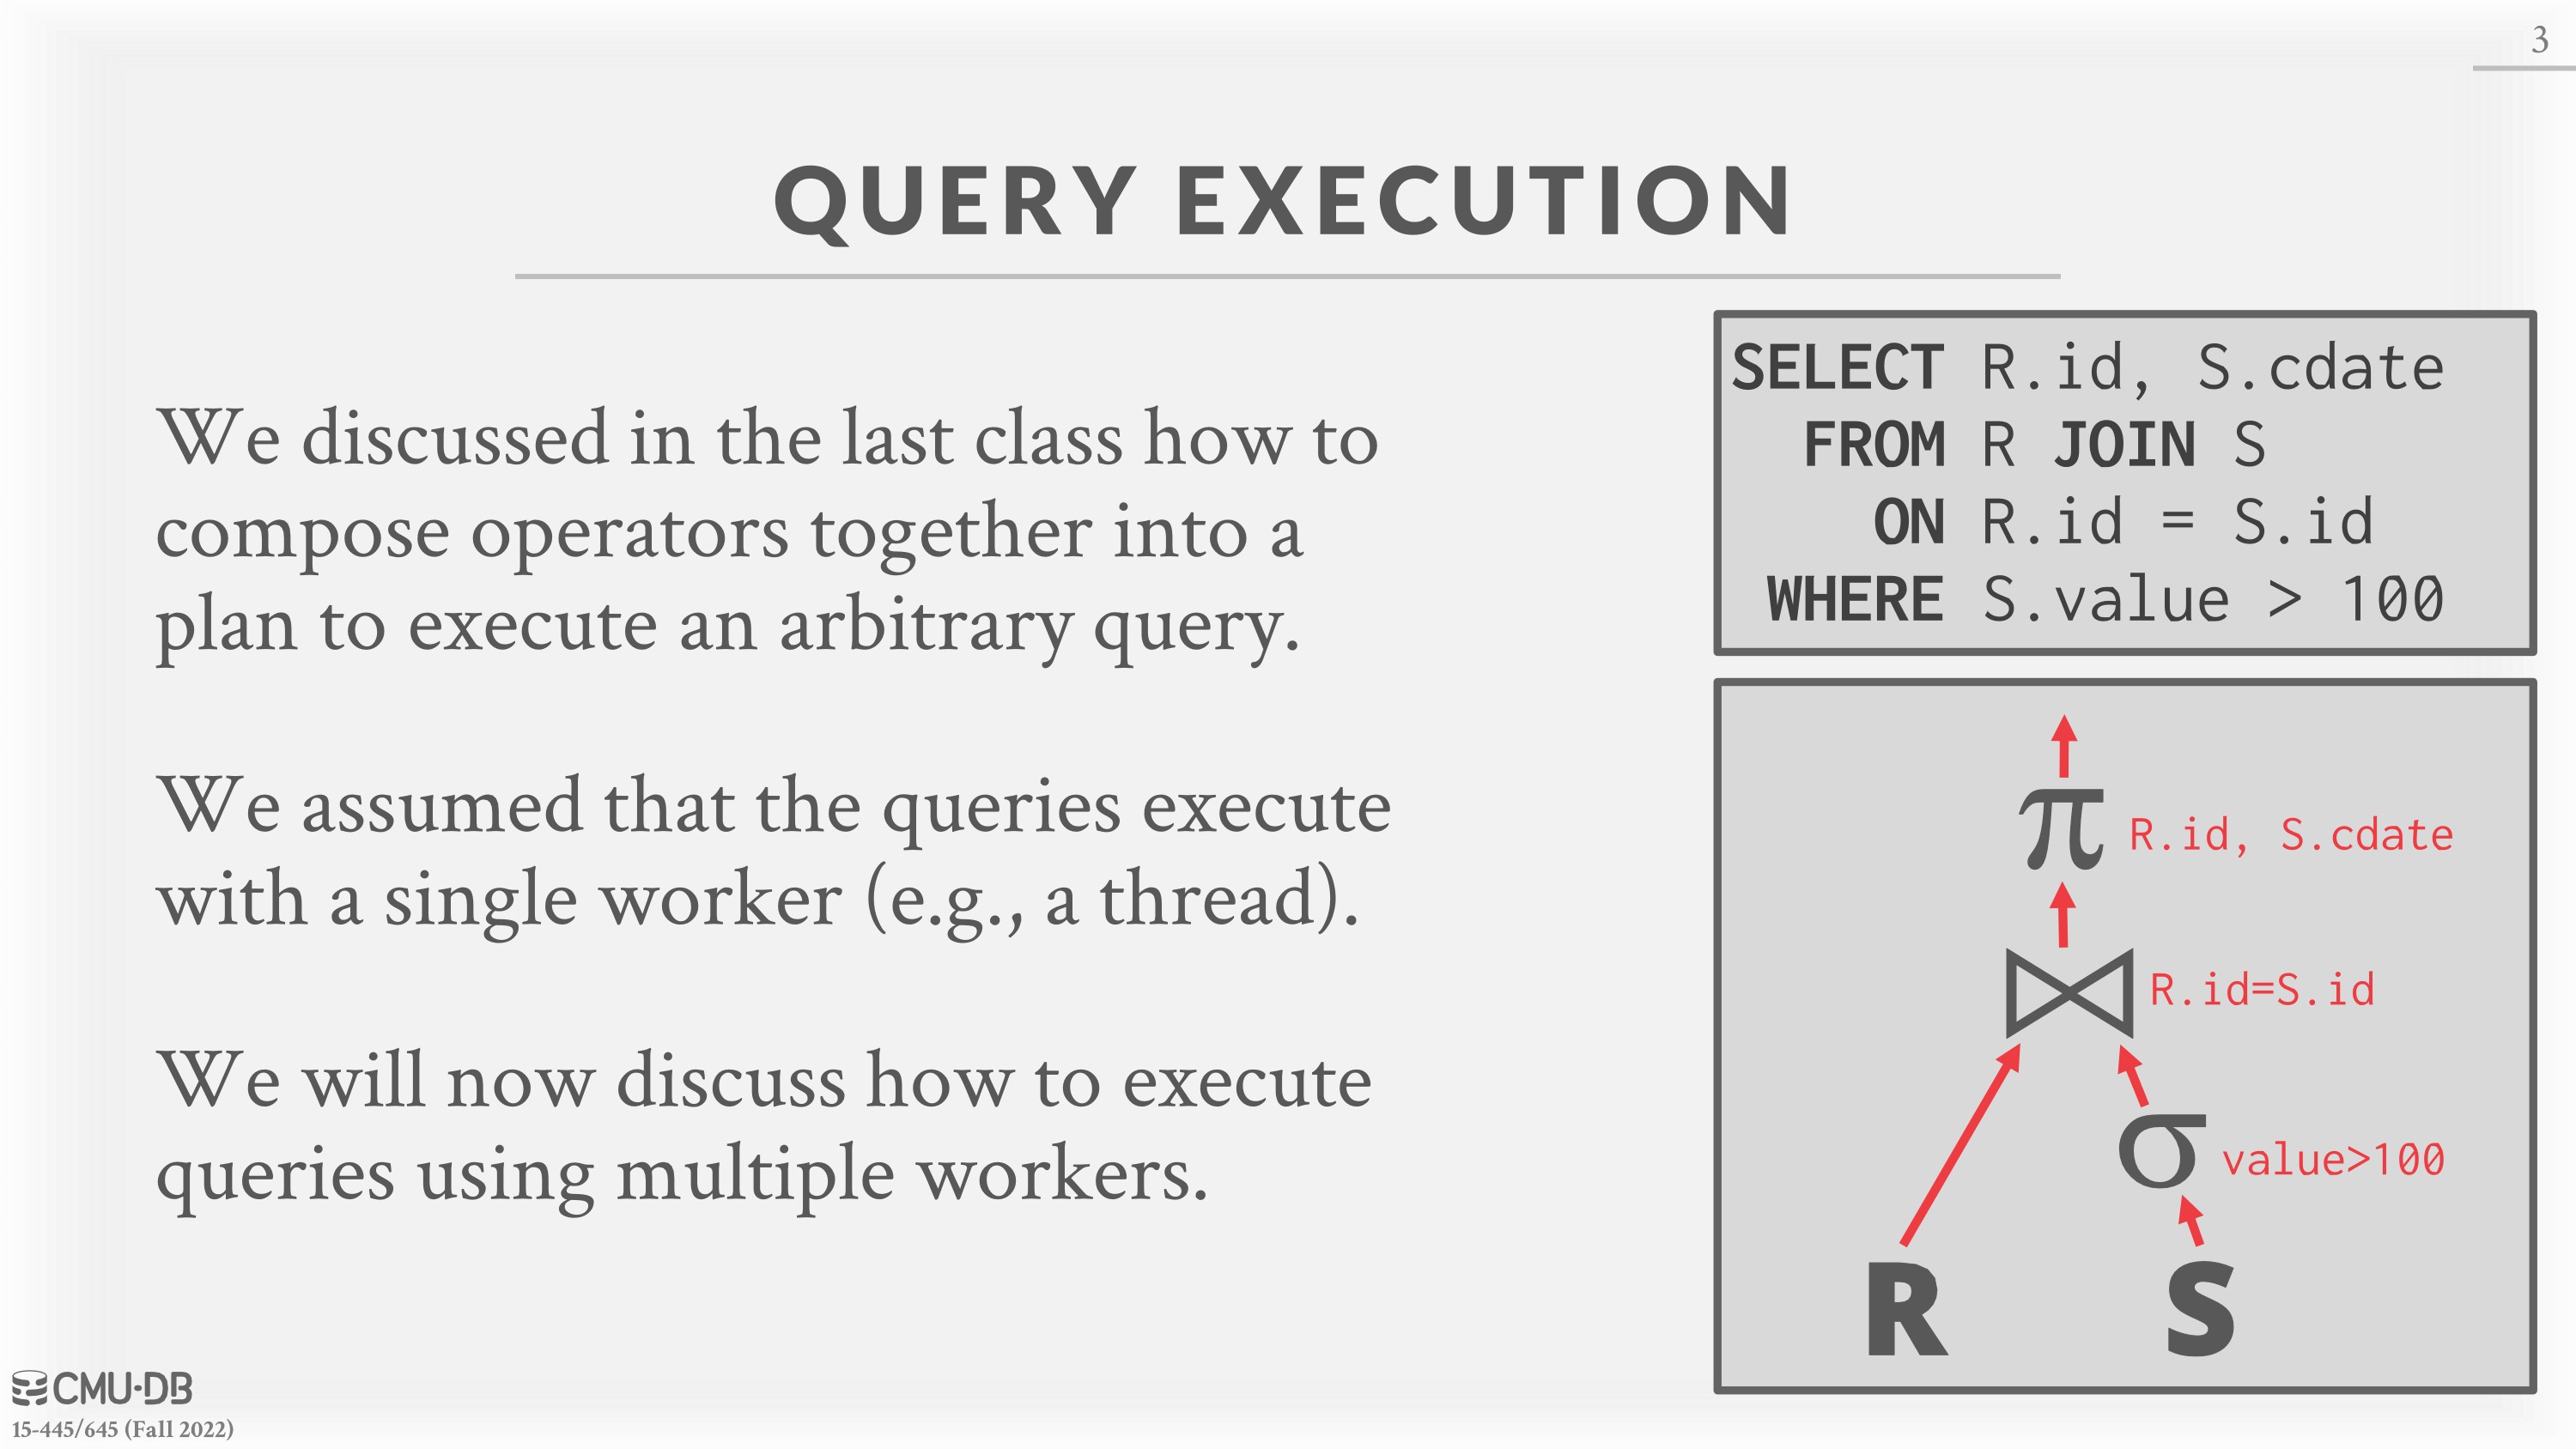 3
QUERY EXECUTION
We discussed in the last class how to
compose operators together into a
plan to execute an arbitrary query.
We assumed that the queries execute
with a single worker (e.g., a thread).
We will now discuss how to execute
queries using multiple workers.
SELECT R.id, S.cdate
FROM R JOIN S
ON R.id = S.id
WHERE S.value > 100
π R.id, S.cdate
⋈ R.id=S.id
σ value>100
R S
CMU·DB
15-445/645 (Fall 2022)